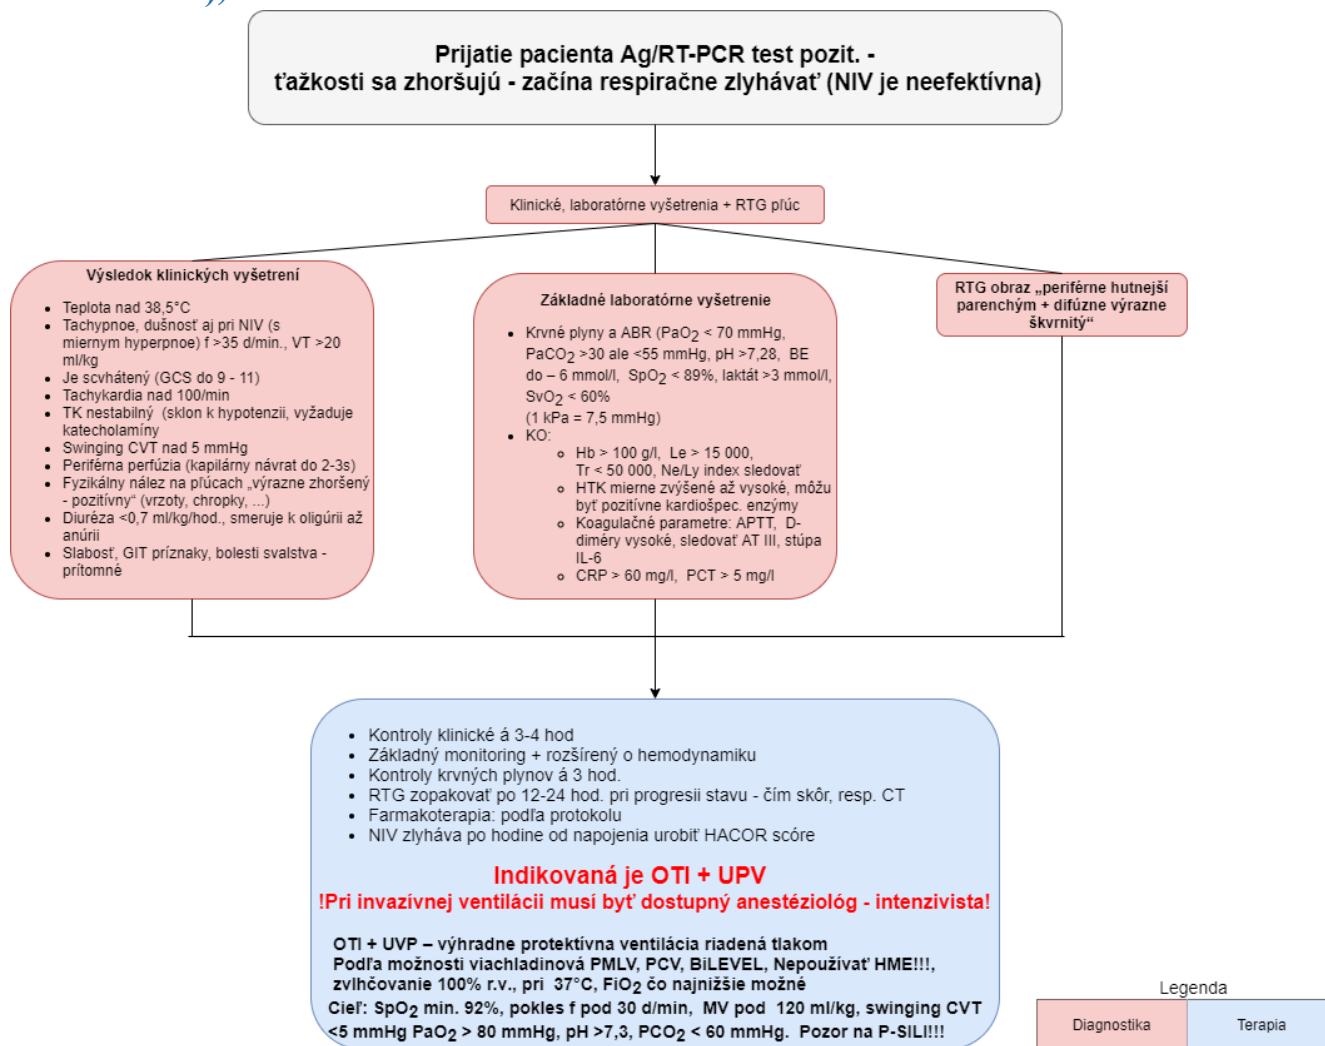 Prijatie pacienta Ag/RT-PCR test pozit. -
ťažkosti sa zhoršujú - začína respiračne zlyhávať (NIV je neefektívna)
Klinické, laboratórne vyšetrenia + RTG pľúc
Výsledok klinických vyšetrení
• Teplota nad 38,5°C
• Tachypnoe, dušnosť aj pri NIV (s
miernym hyperpnoe) f >35 d/min., VT >20
ml/kg
• Je scvhátený (GCS do 9 - 11)
• Tachykardia nad 100/min
• TK nestabilný (sklon k hypotenzii, vyžaduje
katecholamíny
• Swinging CVT nad 5 mmHg
• Periférna perfúzia (kapilárny návrat do 2-3s)
• Fyzikálny nález na pľúcach „výrazne zhoršený
- pozitívny“ (vrzoty, chropky, ...)
• Diuréza <0,7 ml/kg/hod., smeruje k oligúrii až
anúrii
• Slabosť, GIT príznaky, bolesti svalstva -
prítomné
Základné laboratórne vyšetrenie
• Krvné plyny a ABR (PaO2 < 70 mmHg,
PaCO2 >30 ale <55 mmHg, pH >7,28, BE
do – 6 mmol/l, SpO2 < 89%, laktát >3 mmol/l,
SvO2 < 60%
(1 kPa = 7,5 mmHg)
• KO:
o Hb > 100 g/l, Le > 15 000,
Tr < 50 000, Ne/Ly index sledovať
o HTK mierne zvýšené až vysoké, môžu
byť pozitívne kardiošpec. enzýmy
o Koagulačné parametre: APTT, D-
diméry vysoké, sledovať AT III, stúpa
IL-6
o CRP > 60 mg/l, PCT > 5 mg/l
RTG obraz „periférne hutnejší
parenchým + difúzne výrazne
škvrnitý“
• Kontroly klinické á 3-4 hod
• Základný monitoring + rozšírený o hemodynamiku
• Kontroly krvných plynov á 3 hod.
• RTG zopakovať po 12-24 hod. pri progresii stavu - čím skôr, resp. CT
• Farmakoterapia: podľa protokolu
• NIV zlyháva po hodine od napojenia urobiť HACOR scóre
Indikovaná je OTI + UPV
!Pri invazívnej ventilácii musí byť dostupný anestéziológ - intenzivista!
OTI + UVP – výhradne protektívna ventilácia riadená tlakom
Podľa možnosti viachladinová PMLV, PCV, BiLEVEL, Nepoužívať HME!!!,
zvlhčovanie 100% r.v., pri 37°C, FiO2 čo najnižšie možné
Cieľ: SpO2 min. 92%, pokles f pod 30 d/min, MV pod 120 ml/kg, swinging CVT
<5 mmHg PaO2 > 80 mmHg, pH >7,3, PCO2 < 60 mmHg. Pozor na P-SILI!!!
Legenda
Diagnostika
Terapia